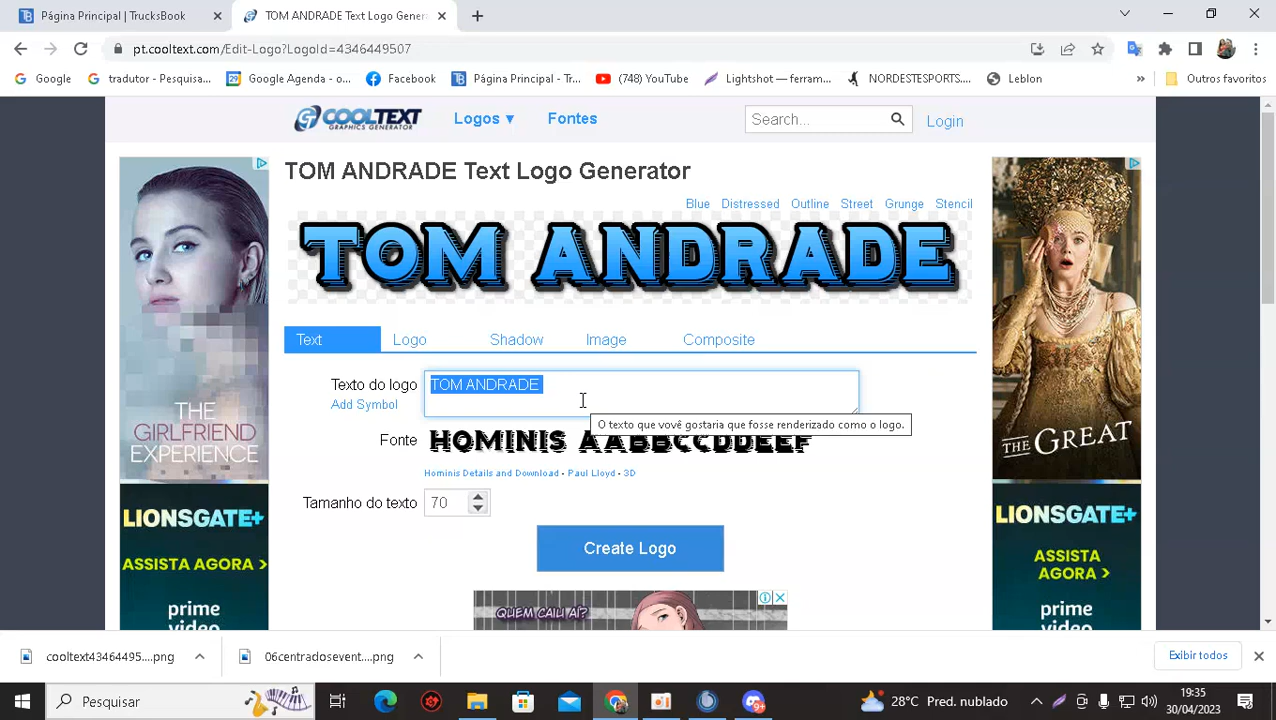 Página Principal | TrucksBook
TOM ANDRADE Text Logo Genera
pt.cooltext.com/Edit-Logo?LogoId=4346449507
Google
tradutor - Pesquisa...
Google Agenda - o...
Facebook
Página Principal - Tr...
(748) YouTube
Lightshot — ferram...
NORDESTESPORTS....
Leblon
»
Outros favoritos
COOLTEXT
GRAPHICS GENERATOR
Logos ▼
Fontes
Search...
Login
TOM ANDRADE Text Logo Generator
Blue Distressed Outline Street Grunge Stencil
TOM ANDRADE
Text Logo Shadow Image Composite
Texto do logo
TOM ANDRADE
Add Symbol
O texto que vovê gostaria que fosse renderizado como o logo.
Fonte
HOMINIS AABBCCDDEEFF
Hominis Details and Download • Paul Lloyd • 3D
Tamanho do texto
70
Create Logo
THE
GIRLFRIEND
EXPERIENCE
LIONSGATE+
ASSISTA AGORA >
prime
video
THE GREAT
LIONSGATE+
ASSISTA
AGORA >
prime
video
QUEM CAIU AÍ?
cooltext43464495....png
06centradosevent....png
Exibir todos
Pesquisar
28°C Pred. nublado
19:35
30/04/2023